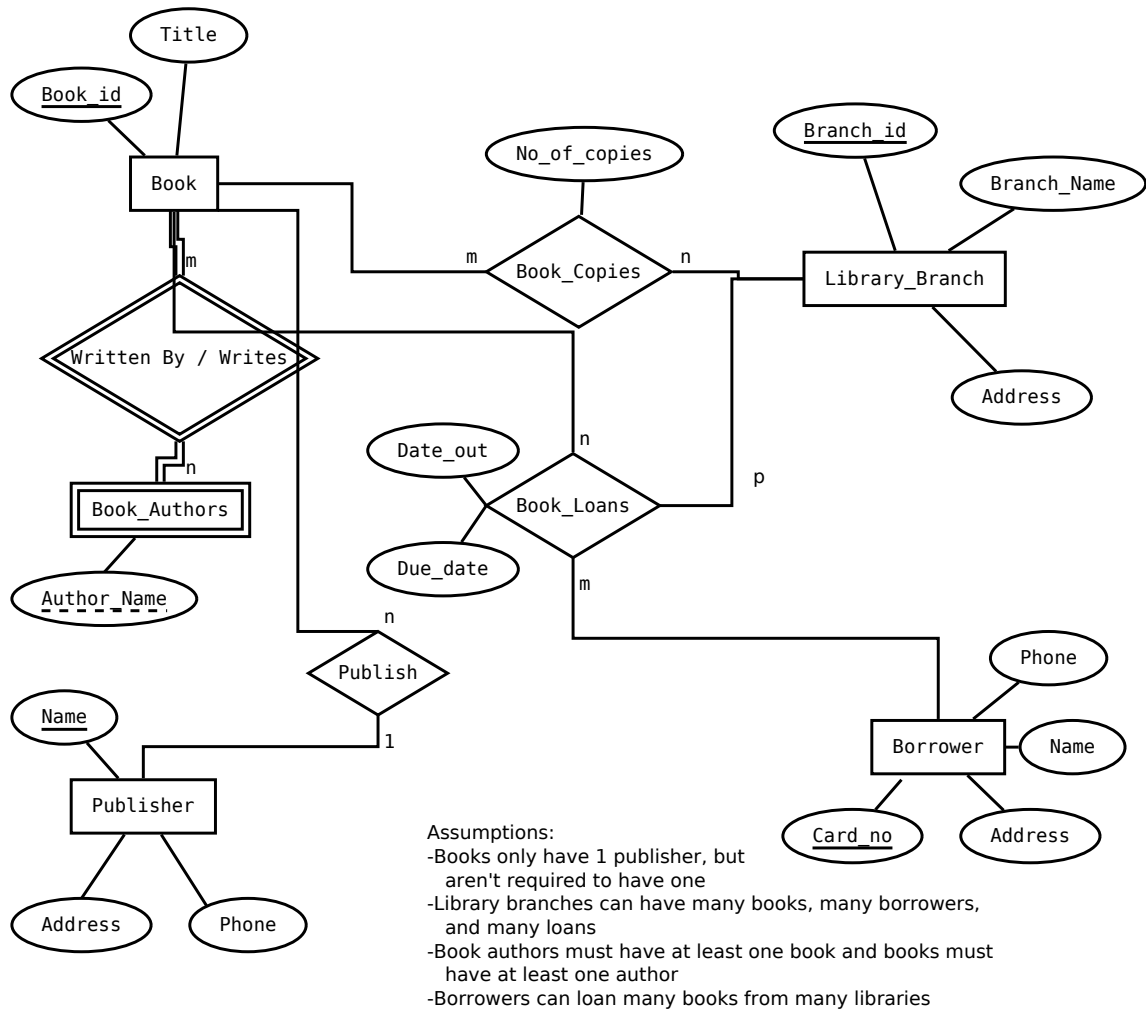 Title
Book_id
Book
No_of_copies
Branch_id
Branch_Name
m
m
Book_Copies
n
Library_Branch
Written By / Writes
Address
n
Date_out
n
p
Book_Authors
Book_Loans
Due_date
m
Author_Name
n
Publish
Phone
Name
1
Borrower
Name
Publisher
Card_no
Address
Address
Phone
Assumptions:
-Books only have 1 publisher, but
aren't required to have one
-Library branches can have many books, many borrowers,
and many loans
-Book authors must have at least one book and books must
have at least one author
-Borrowers can loan many books from many libraries